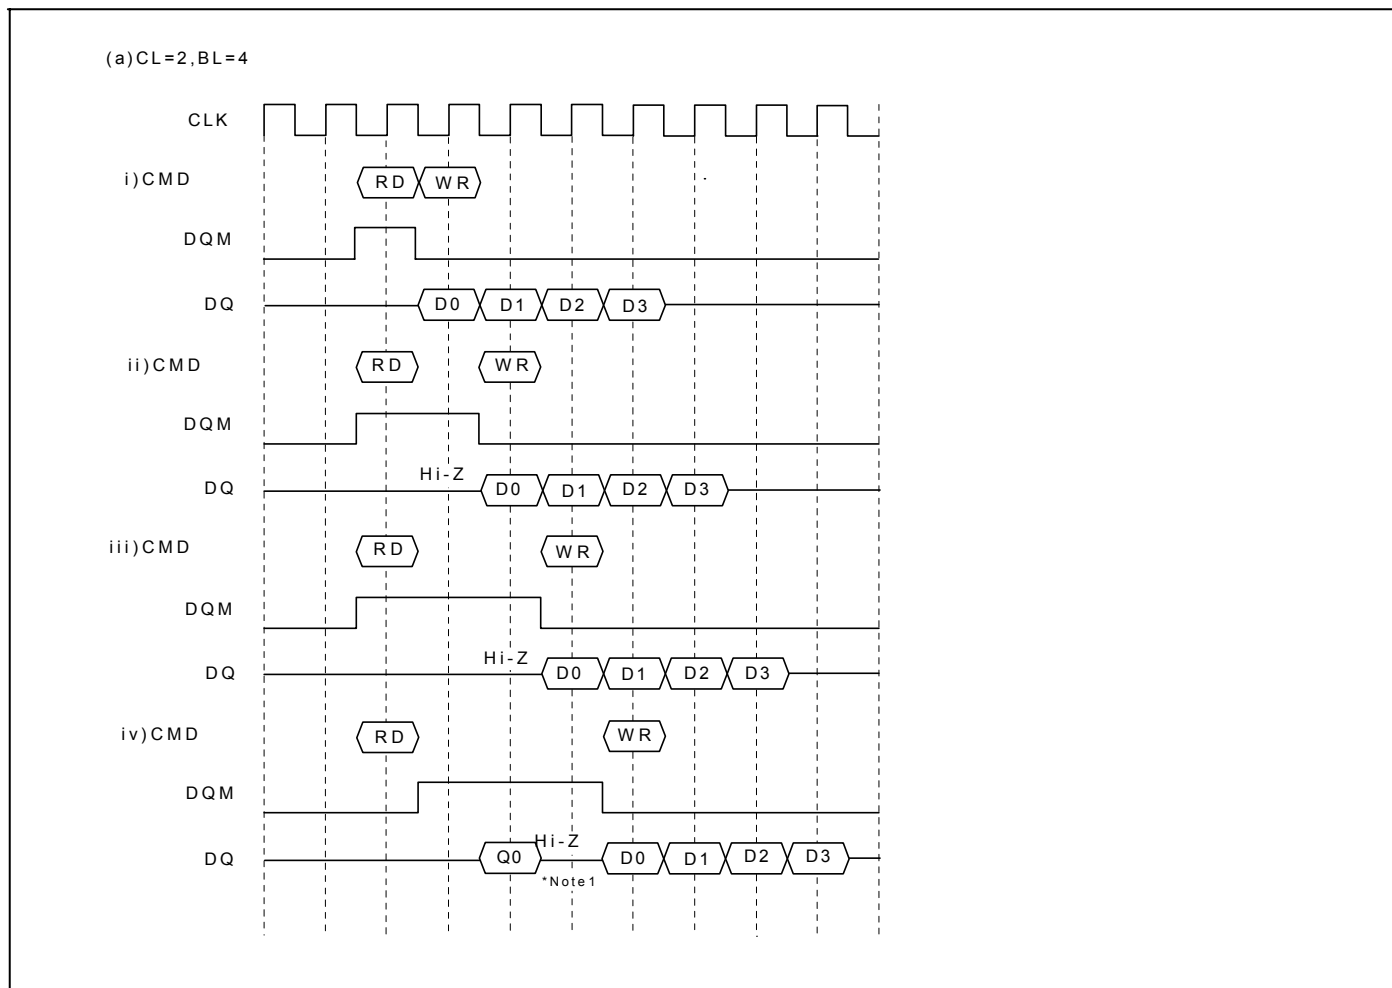 (a)CL=2,BL=4
CLK
i)CMD RD WR
DQM
DQ D0 D1 D2 D3
ii)CMD RD WR
DQM
Hi-Z
DQ D0 D1 D2 D3
iii)CMD RD WR
DQM
Hi-Z
DQ D0 D1 D2 D3
iv)CMD RD WR
DQM
Hi-Z
DQ Q0 D0 D1 D2 D3
*Note1